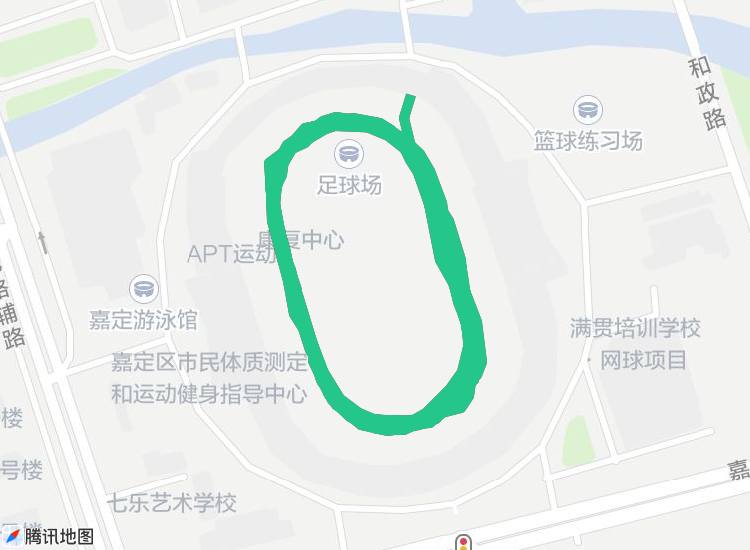 和政路
篮球练习场
足球场
康复中心
APT运动
嘉定游泳馆
路辅路
满贯培训学校
网球项目
嘉定区市民体质测定
和运动健身指导中心
楼
号楼
嘉
七乐艺术学校
号楼
腾讯地图